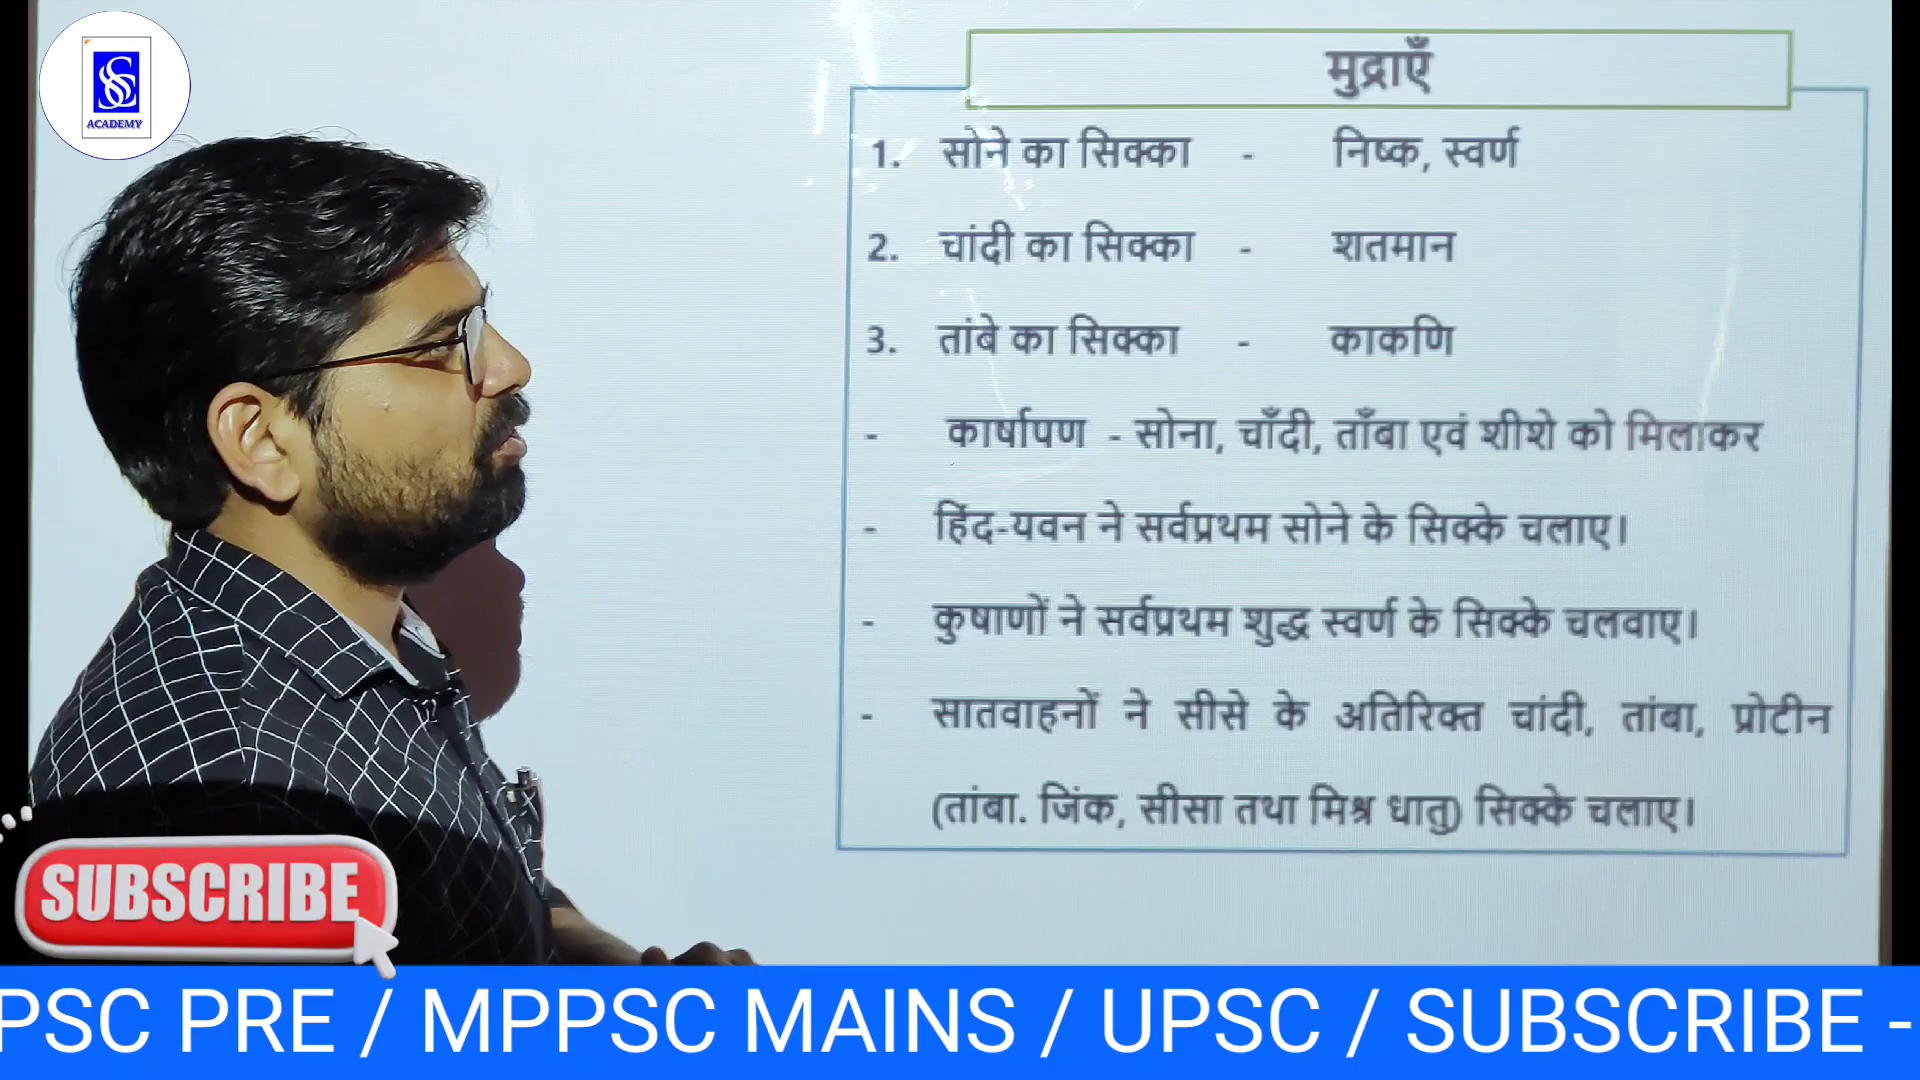 SSC
ACADEMY
मुद्राएँ
1. सोने का सिक्का - निष्क, स्वर्ण
2. चांदी का सिक्का - शतमान
3. तांबे का सिक्का - काकणि
- कार्षापण - सोना, चाँदी, ताँबा एवं शीशे को मिलाकर
- हिंद-यवन ने सर्वप्रथम सोने के सिक्के चलाए।
- कुषाणों ने सर्वप्रथम शुद्ध स्वर्ण के सिक्के चलवाए।
- सातवाहनों ने सीसे के अतिरिक्त चांदी, तांबा, प्रोटीन
(तांबा. जिंक, सीसा तथा मिश्र धातु) सिक्के चलाए।
SUBSCRIBE
PSC PRE / MPPSC MAINS / UPSC / SUBSCRIBE -